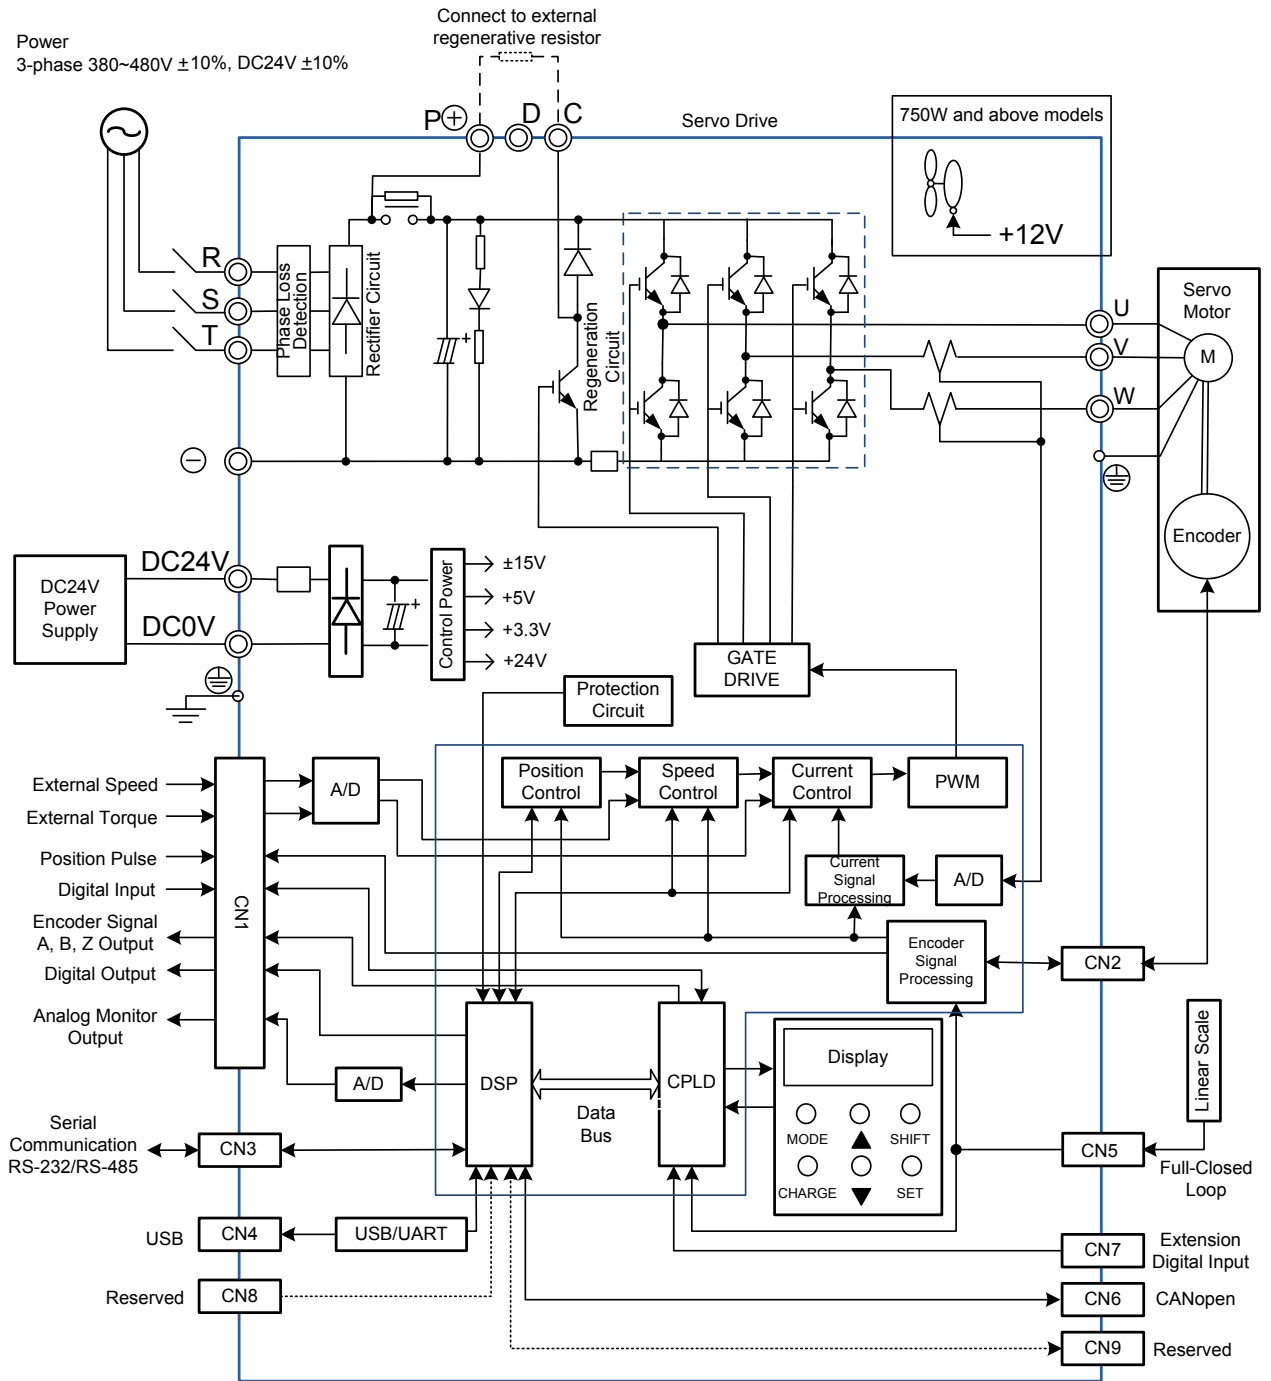 Connect to external
regenerative resistor
Power
3-phase 380~480V ±10%, DC24V ±10%
P⊕
D
C
Servo Drive
750W and above models
+12V
R
S
T
Phase Loss
Detection
Rectifier Circuit
+
Regeneration
Circuit
U
V
W
Servo
Motor
M
Encoder
DC24V
Power
Supply
DC24V
DC0V
+
Control Power
±15V
+5V
+3.3V
+24V
GATE
DRIVE
Protection
Circuit
External Speed
External Torque
Position Pulse
Digital Input
Encoder Signal
A, B, Z Output
Digital Output
Analog Monitor
Output
CN1
A/D
Position
Control
Speed
Control
Current
Control
PWM
Current
Signal
Processing
A/D
Encoder
Signal
Processing
CN2
A/D
DSP
Data
Bus
CPLD
Display
MODE
▲
SHIFT
CHARGE
▼
SET
Linear Scale
Serial
Communication
RS-232/RS-485
CN3
CN5
Full-Closed
Loop
USB
CN4
USB/UART
CN7
Extension
Digital Input
Reserved
CN8
CN6
CANopen
CN9
Reserved